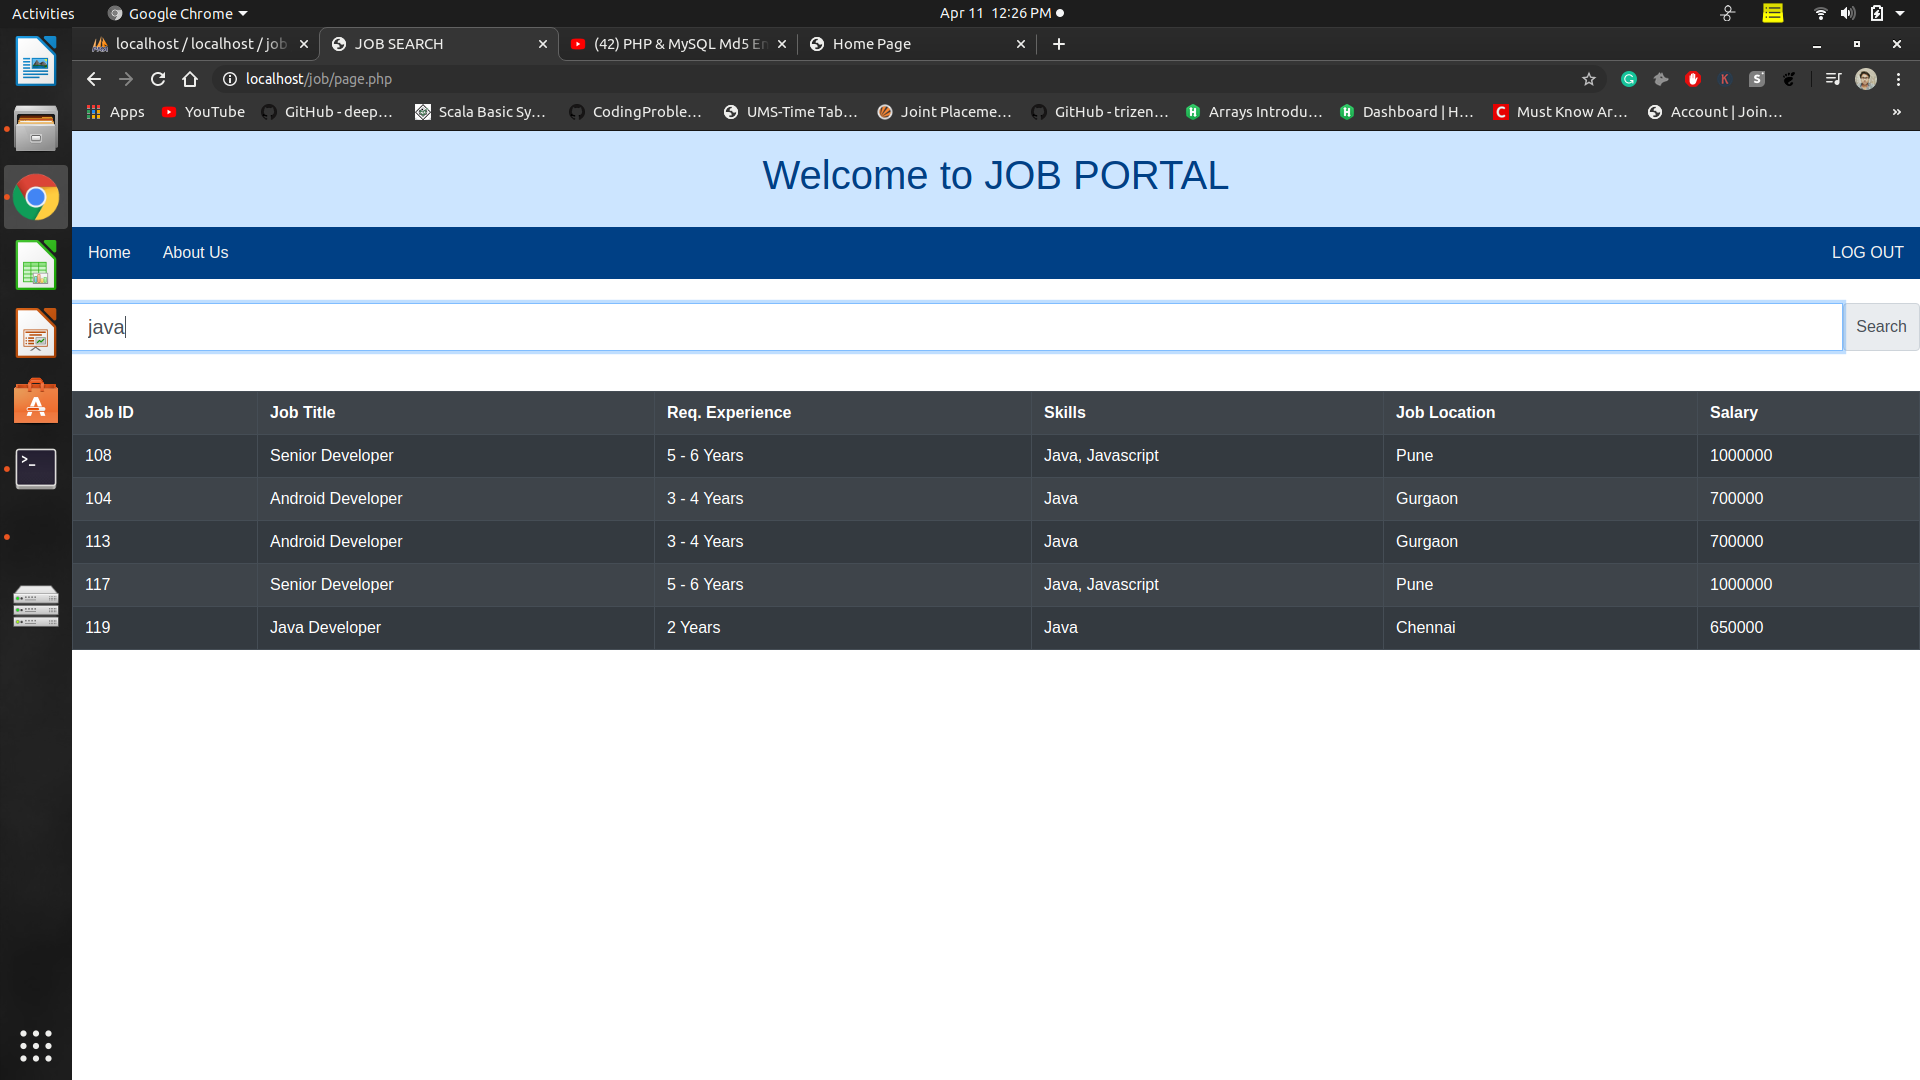 Activities Google Chrome Apr 11 12:26 PM
localhost / localhost / job JOB SEARCH (42) PHP & MySQL Md5 En Home Page
localhost/job/page.php
Apps YouTube GitHub - deep... Scala Basic Sy... CodingProble... UMS-Time Tab... Joint Placeme... GitHub - trizen... Arrays Introdu... Dashboard | H... Must Know Ar... Account | Join... »
Welcome to JOB PORTAL
Home About Us LOG OUT
java Search
Job ID Job Title Req. Experience Skills Job Location Salary
108 Senior Developer 5 - 6 Years Java, Javascript Pune 1000000
104 Android Developer 3 - 4 Years Java Gurgaon 700000
113 Android Developer 3 - 4 Years Java Gurgaon 700000
117 Senior Developer 5 - 6 Years Java, Javascript Pune 1000000
119 Java Developer 2 Years Java Chennai 650000